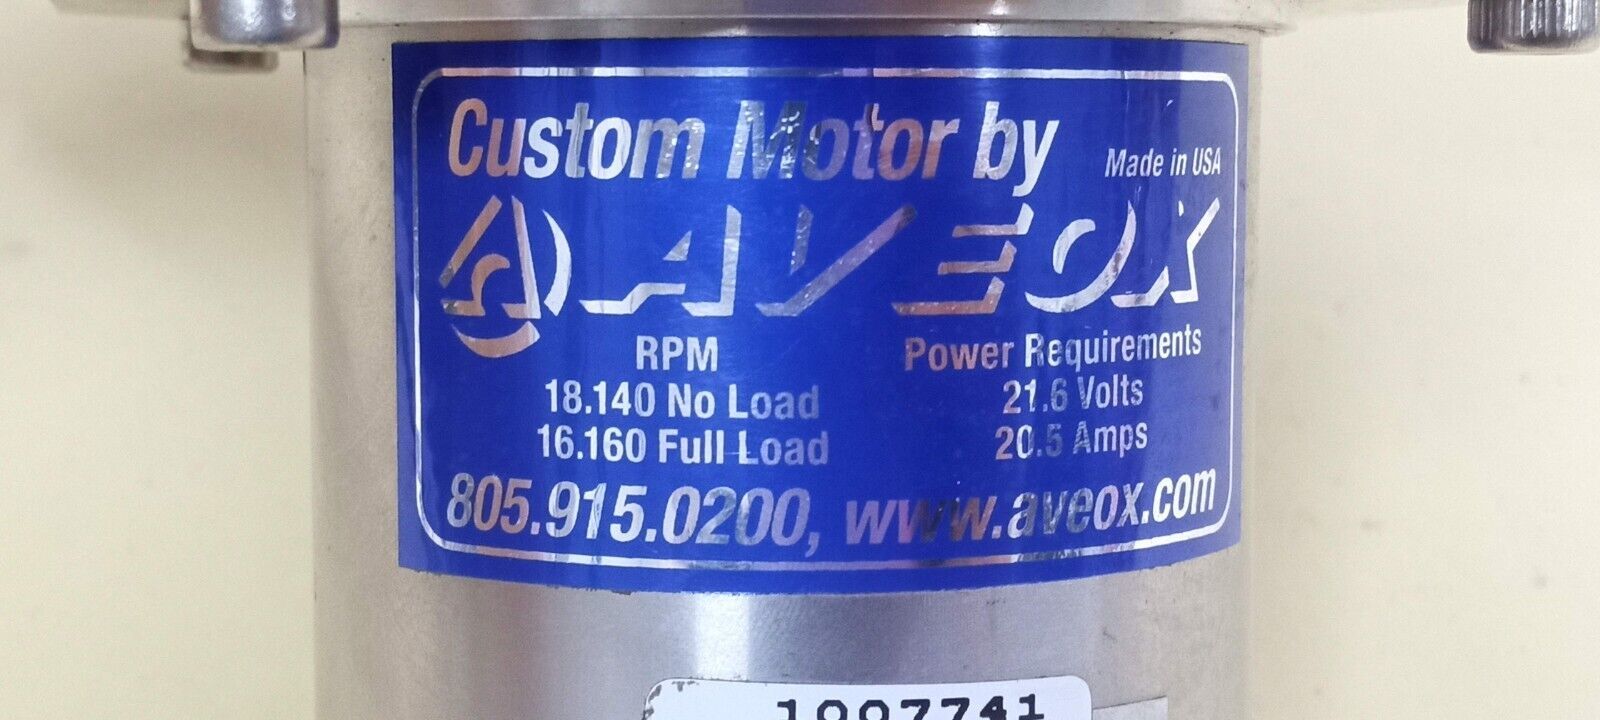 Custom Motor by
Made in USA
AVEOX
RPM
18.140 No Load
16.160 Full Load
Power Requirements
21.6 Volts
20.5 Amps
805.915.0200, www.aveox.com
1007741